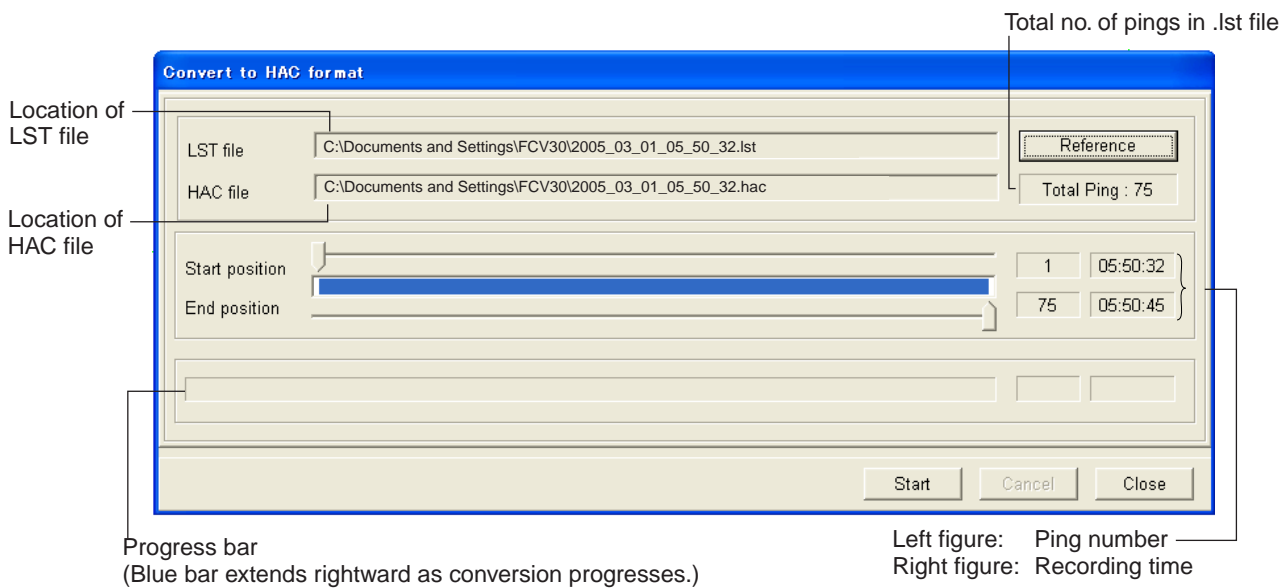 Total no. of pings in .lst file
Convert to HAC format
Location of
LST file
LST file
C:\Documents and Settings\FCV30\2005_03_01_05_50_32.lst
Reference
HAC file
C:\Documents and Settings\FCV30\2005_03_01_05_50_32.hac
Total Ping : 75
Location of
HAC file
Start position
1
05:50:32
End position
75
05:50:45
Start
Cancel
Close
Progress bar
(Blue bar extends rightward as conversion progresses.)
Left figure: Ping number
Right figure: Recording time